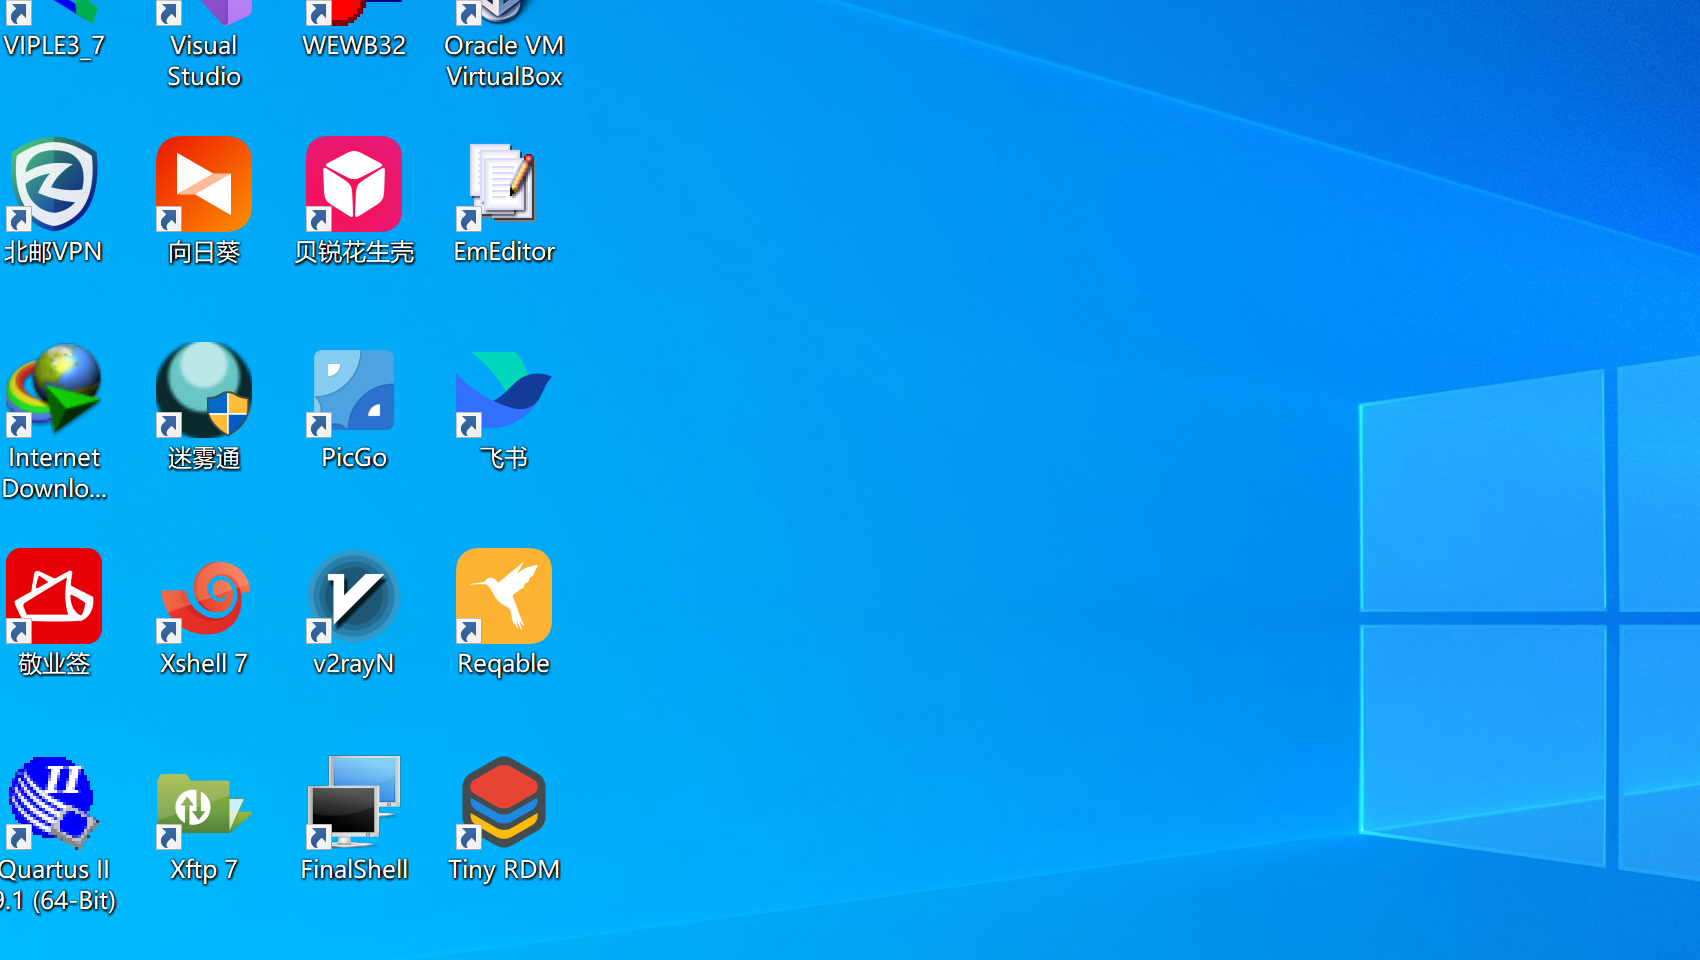 VIPLE3_7
Visual
Studio
WEWB32
Oracle VM
VirtualBox
北邮VPN
向日葵
贝锐花生壳
EmEditor
Internet
Downlo...
迷雾通
PicGo
飞书
敬业签
Xshell 7
v2rayN
Reqable
Quartus II
9.1 (64-Bit)
Xftp 7
FinalShell
Tiny RDM